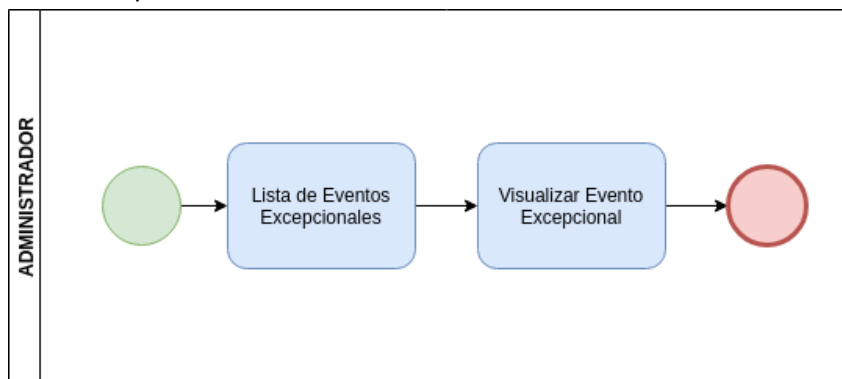 ADMINISTRADOR
Lista de Eventos
Excepcionales
Visualizar Evento
Excepcional